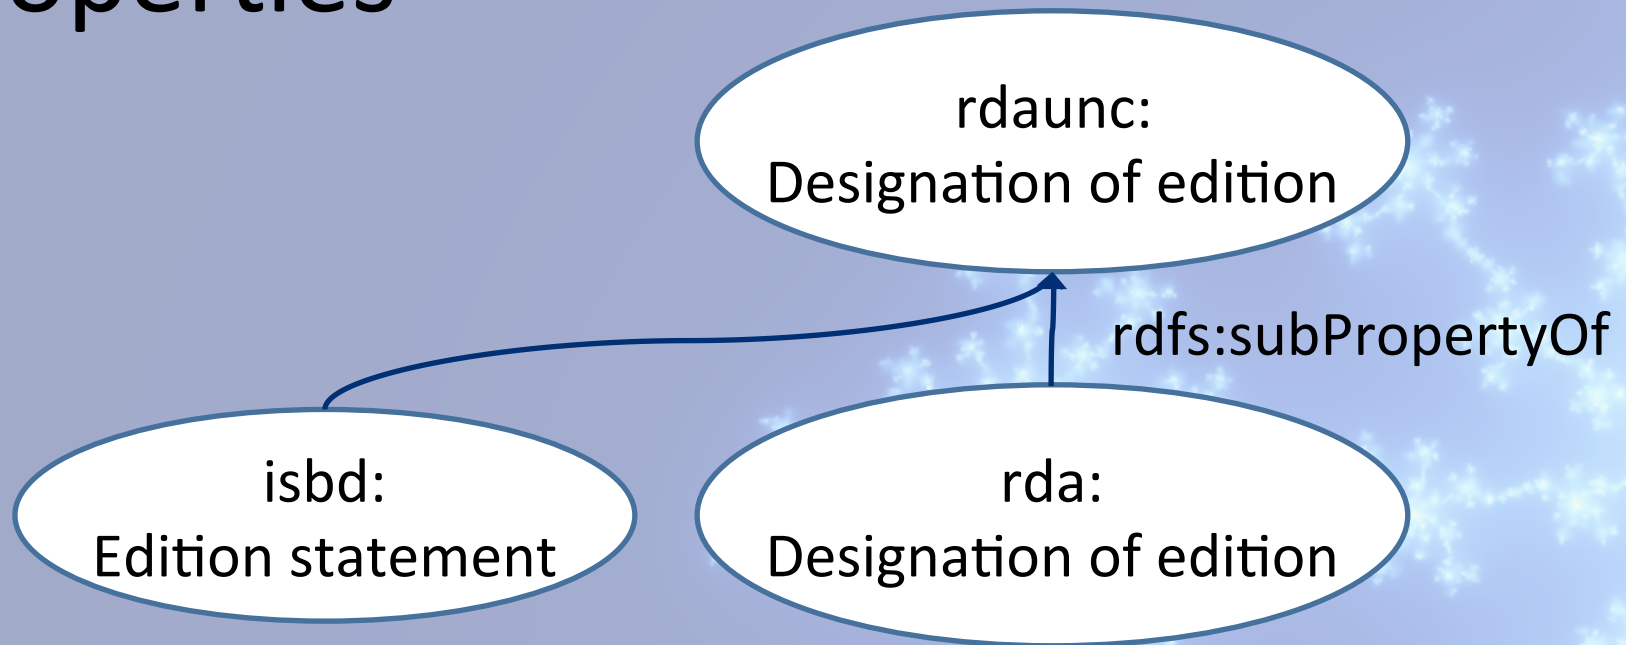 rdaunc:
Designation of edition
rdfs:subPropertyOf
isbd:
Edition statement
rda:
Designation of edition